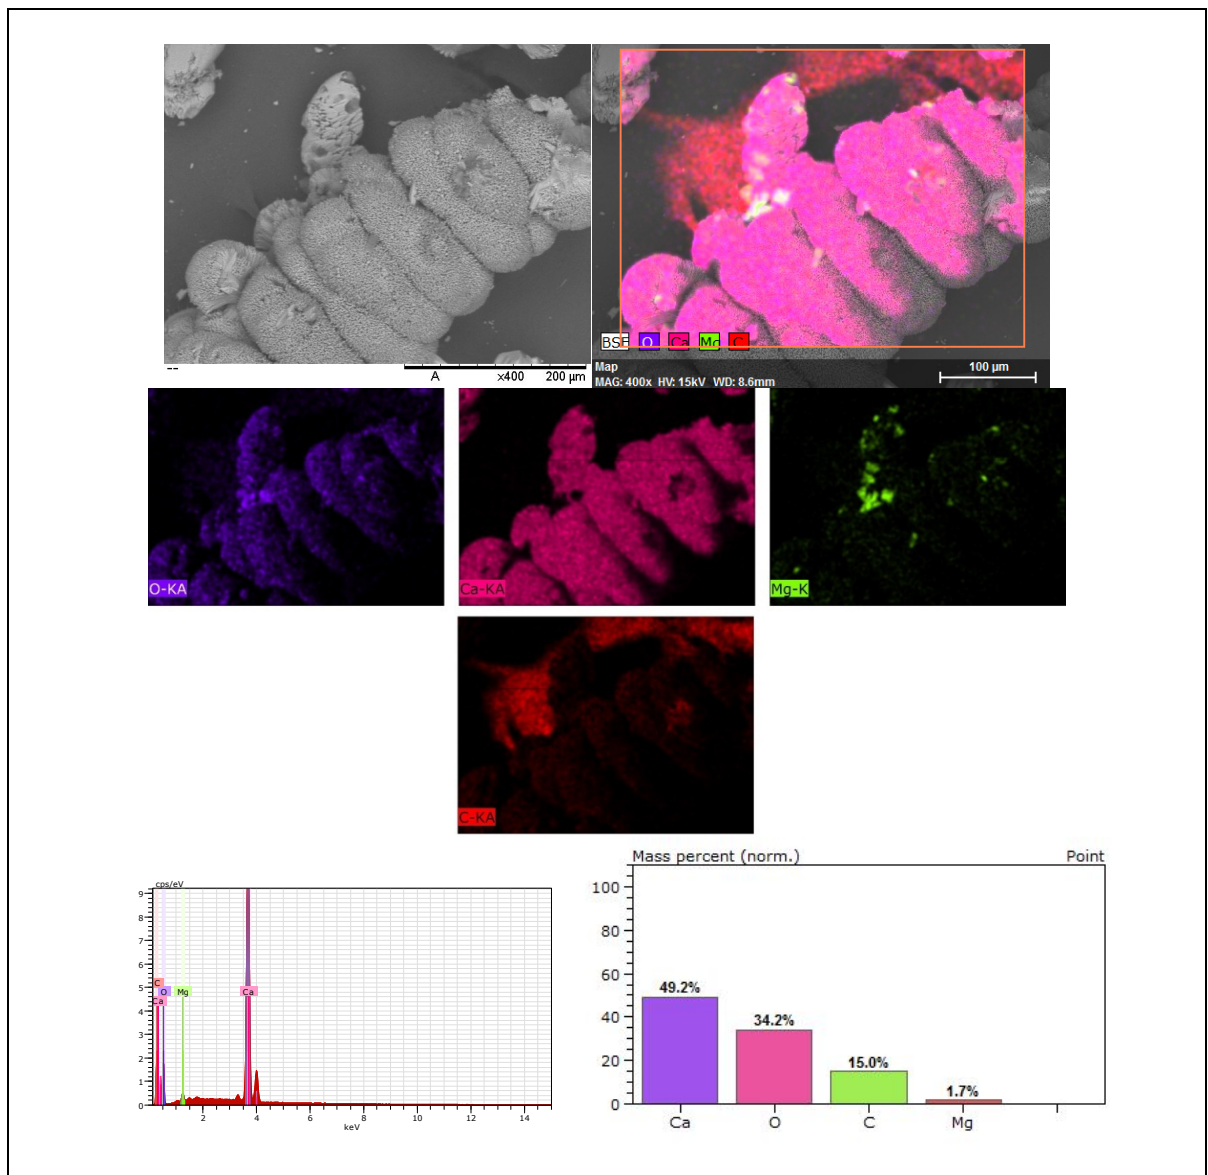 --
A x400 200 µm
BSE O Ca Mg C
Map
MAG: 400x HV: 15kV WD: 8.6mm
100 µm
O-KA
Ca-KA
Mg-K
C-KA
cps/eV
9
8
7
6
5
4
3
2
1
0
C
O
Mg
Ca
Ca
2 4 6 8 10 12 14
keV
Mass percent (norm.) Point
100
80
60
40
20
0
49.2%
34.2%
15.0%
1.7%
Ca O C Mg